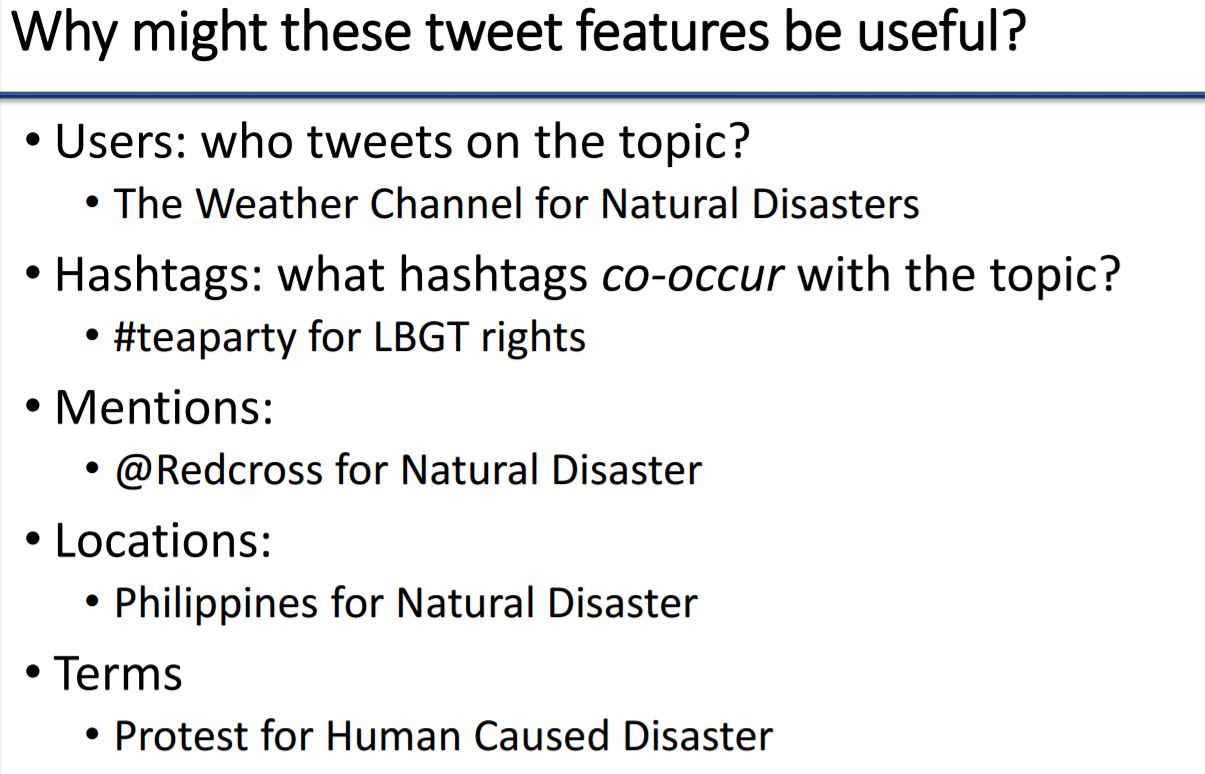 Why might these tweet features be useful?
• Users: who tweets on the topic?
• The Weather Channel for Natural Disasters
• Hashtags: what hashtags co-occur with the topic?
• #teaparty for LBGT rights
• Mentions:
• @Redcross for Natural Disaster
• Locations:
• Philippines for Natural Disaster
• Terms
• Protest for Human Caused Disaster